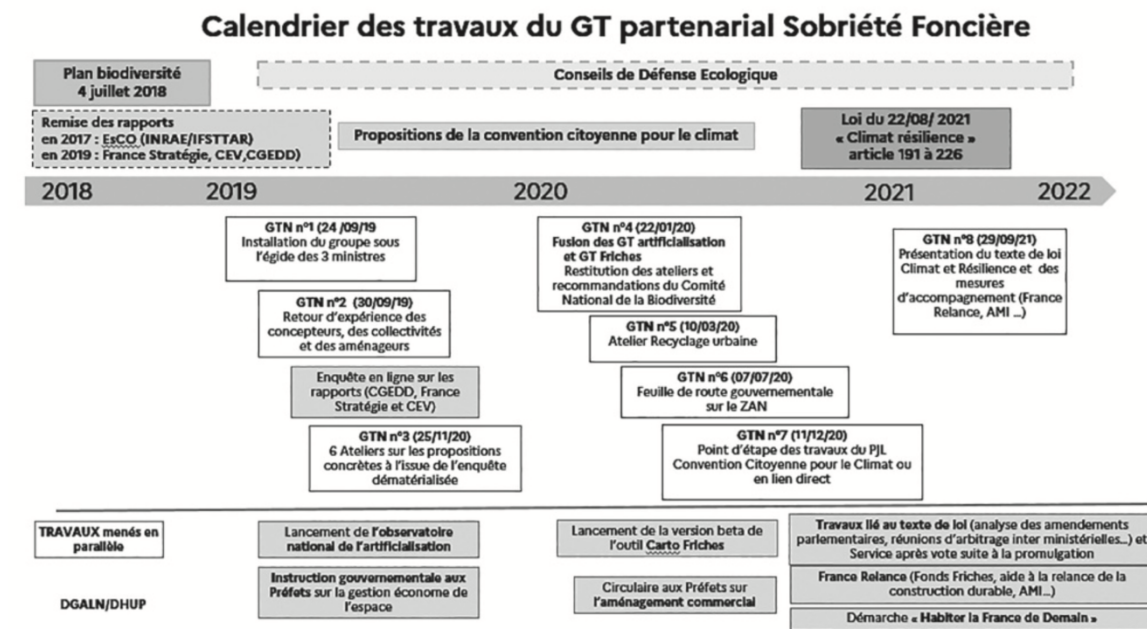 Calendrier des travaux du GT partenarial Sobriété Foncière
Plan biodiversité
4 juillet 2018
Conseils de Défense Ecologique
Remise des rapports
en 2017 : EsCO (INRAE/IFSTTAR)
en 2019 : France Stratégie, CEV,CGEDD)
Propositions de la convention citoyenne pour le climat
Loi du 22/08/ 2021
« Climat résilience »
article 191 à 226
2018
2019
2020
2021
2022
GTN n°1 (24 /09/19
Installation du groupe sous
l'égide des 3 ministres
GTN n°2 (30/09/19)
Retour d'expérience des
concepteurs, des collectivités
et des aménageurs
Enquête en ligne sur les
rapports (CGEDD, France
Stratégie et CEV)
GTN n°3 (25/11/20)
6 Ateliers sur les propositions
concrètes à l'issue de l'enquête
dématérialisée
GTN n°4 (22/01/20)
Fusion des GT artificialisation
et GT Friches
Restitution des ateliers et
recommandations du Comité
National de la Biodiversité
GTN n°5 (10/03/20)
Atelier Recyclage urbaine
GTN n°6 (07/07/20)
Feuille de route gouvernementale
sur le ZAN
GTN n°7 (11/12/20)
Point d'étape des travaux du PJL
Convention Citoyenne pour le Climat ou
en lien direct
GTN n°8 (29/09/21)
Présentation du texte de loi
Climat et Résilience et des
mesures
d'accompagnement (France
Relance, AMI ...)
TRAVAUX menés en
parallèle
DGALN/DHUP
Lancement de l'observatoire
national de l'artificialisation
Instruction gouvernementale aux
Préfets sur la gestion économe de
l'espace
Lancement de la version beta de
l'outil Carto Friches
Circulaire aux Préfets sur
l'aménagement commercial
Travaux lié au texte de loi (analyse des amendements
parlementaires, réunions d'arbitrage inter ministérielles...) et
Service après vote suite à la promulgation
France Relance (Fonds Friches, aide à la relance de la
construction durable, AMI...)
Démarche « Habiter la France de Demain »